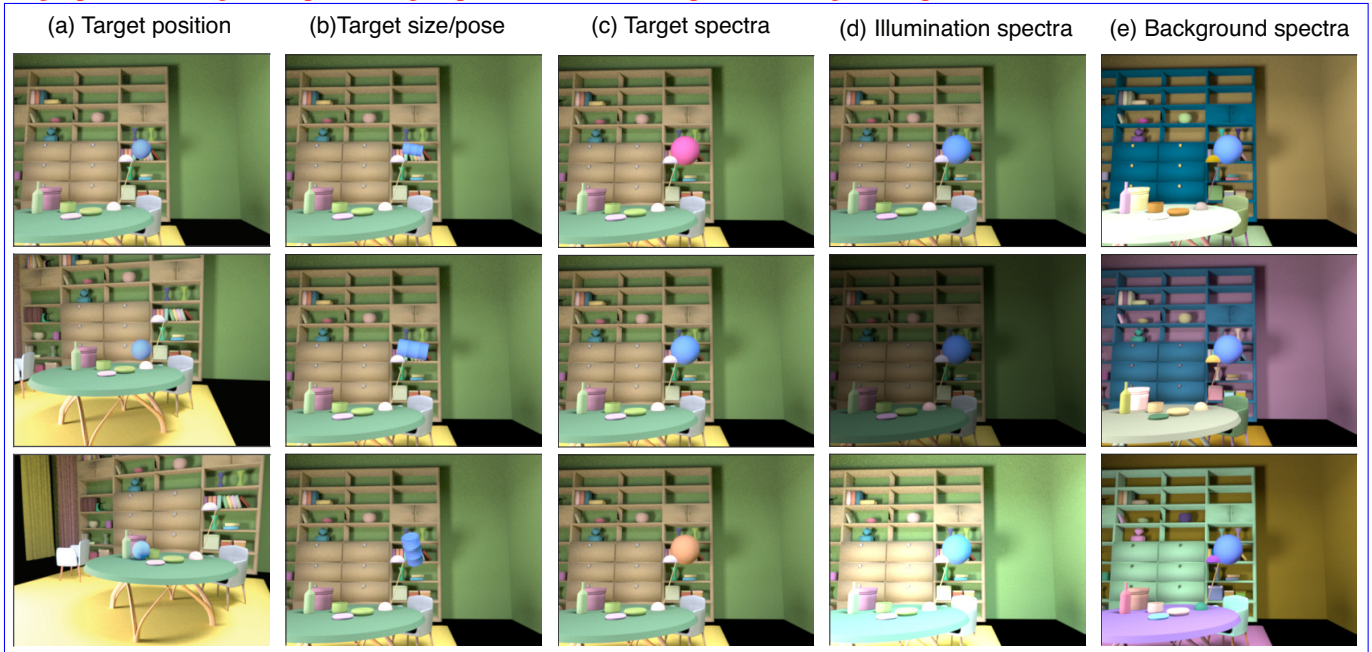 (a) Target position
(b)Target size/pose
(c) Target spectra
(d) Illumination spectra
(e) Background spectra